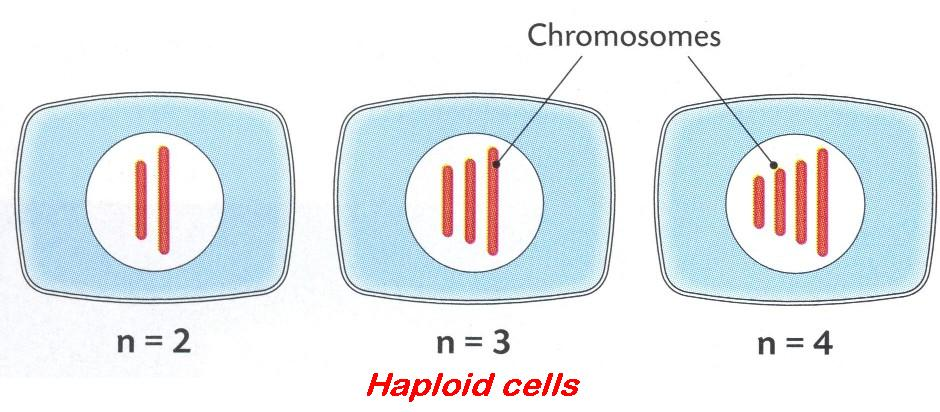 Chromosomes
n = 2
n = 3
n = 4
Haploid cells